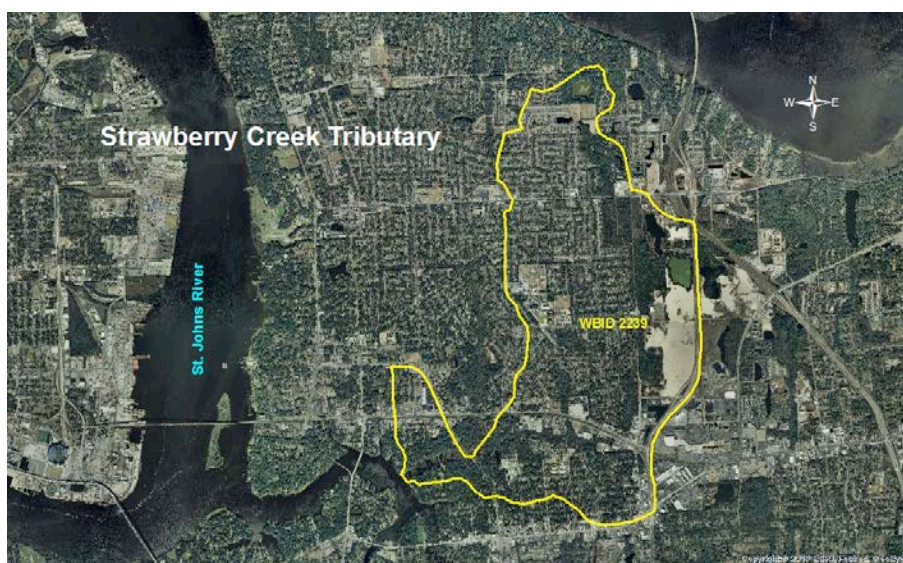 N
W E
S
Strawberry Creek Tributary
St. Johns River
WBID 2239